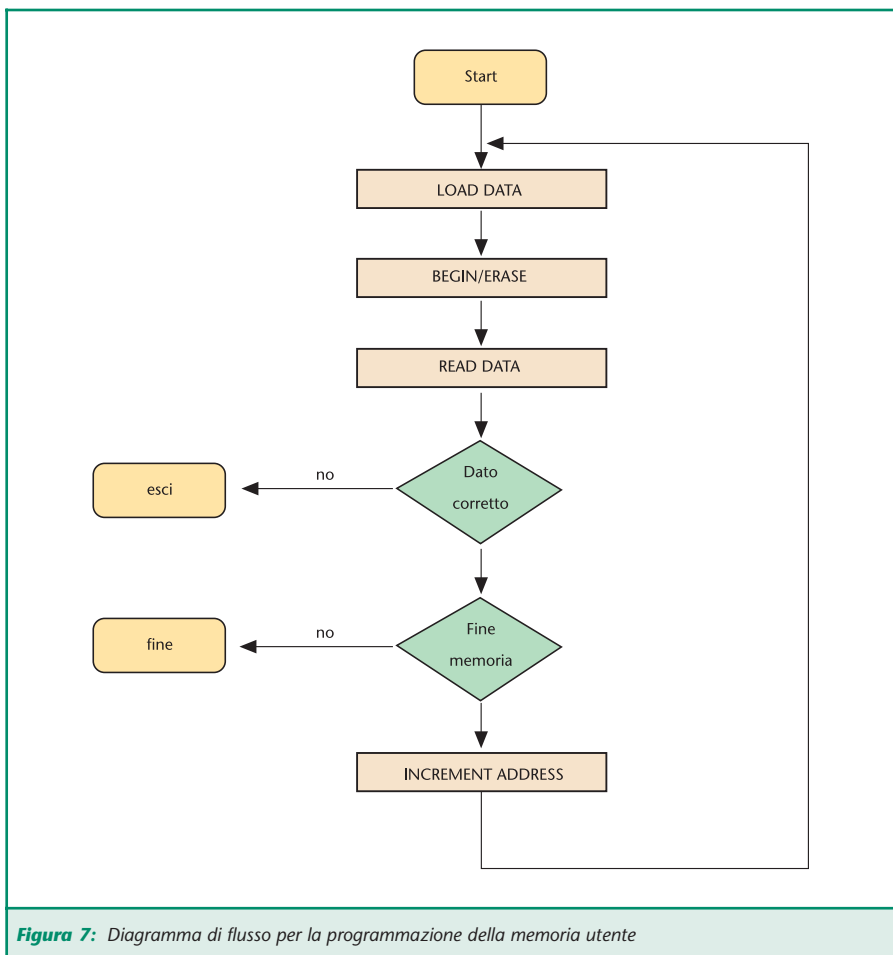 Start
LOAD DATA
BEGIN/ERASE
READ DATA
Dato
corretto
no
esci
Fine
memoria
no
fine
INCREMENT ADDRESS
Figura 7: Diagramma di flusso per la programmazione della memoria utente